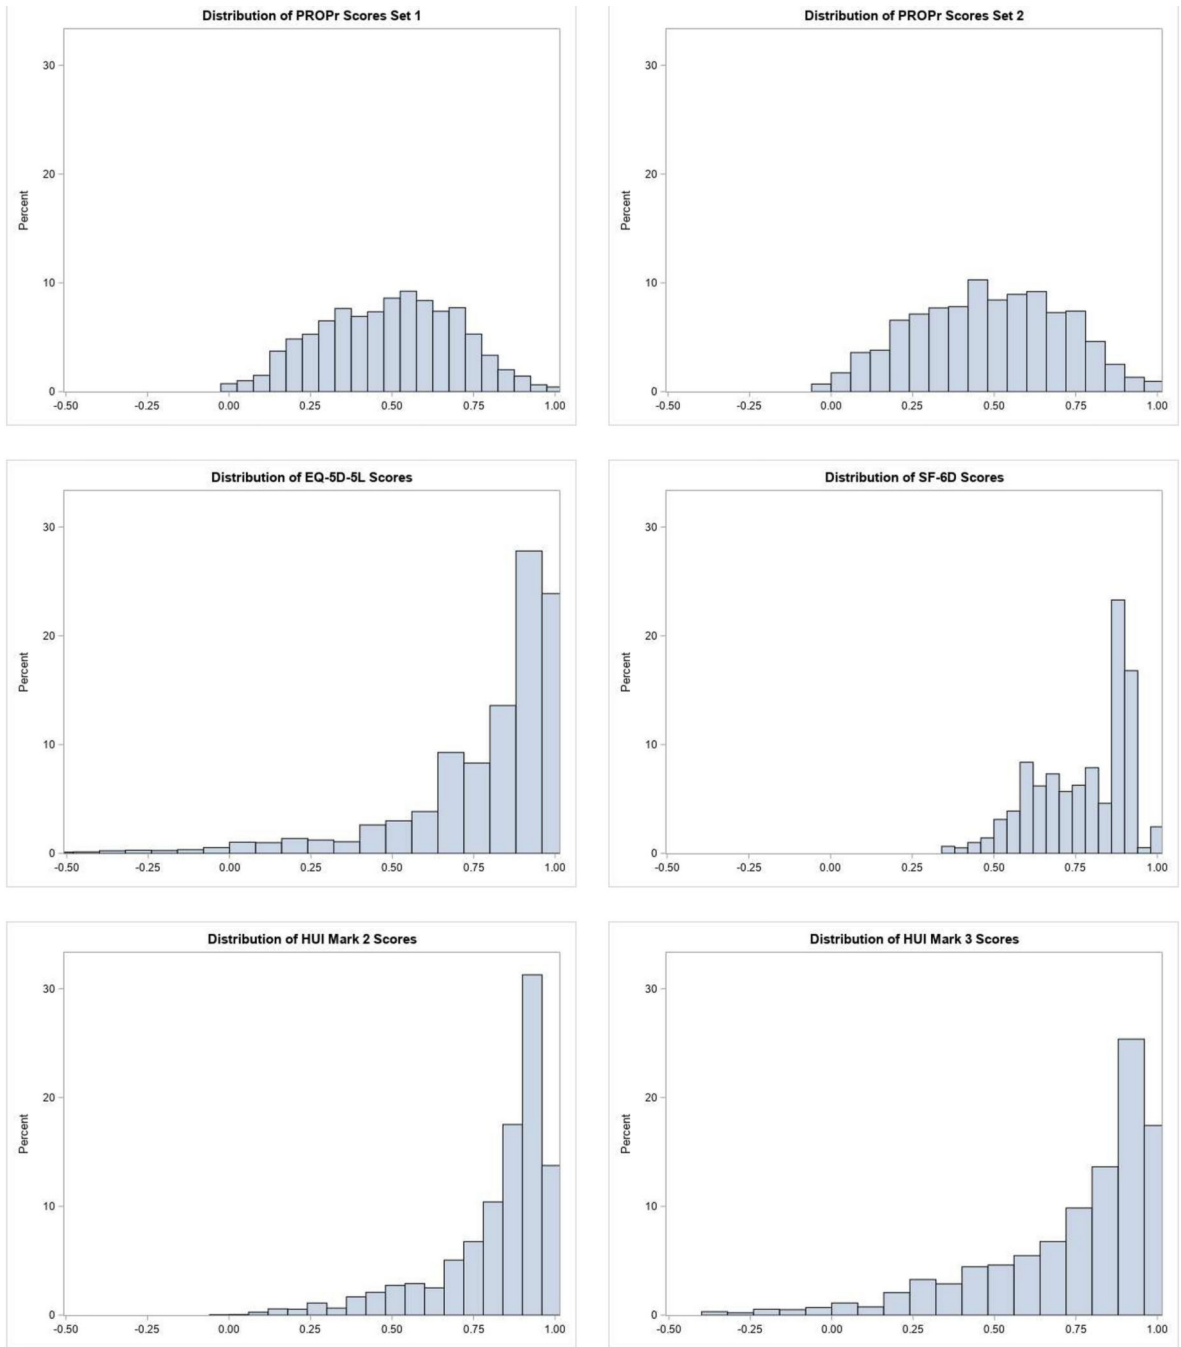 Distribution of PROPr Scores Set 1
30
20
10
0
Percent
-0.50 -0.25 0.00 0.25 0.50 0.75 1.00
Distribution of PROPr Scores Set 2
30
20
10
0
Percent
-0.50 -0.25 0.00 0.25 0.50 0.75 1.00
Distribution of EQ-5D-5L Scores
30
20
10
0
Percent
-0.50 -0.25 0.00 0.25 0.50 0.75 1.00
Distribution of SF-6D Scores
30
20
10
0
Percent
-0.50 -0.25 0.00 0.25 0.50 0.75 1.00
Distribution of HUI Mark 2 Scores
30
20
10
0
Percent
-0.50 -0.25 0.00 0.25 0.50 0.75 1.00
Distribution of HUI Mark 3 Scores
30
20
10
0
Percent
-0.50 -0.25 0.00 0.25 0.50 0.75 1.00